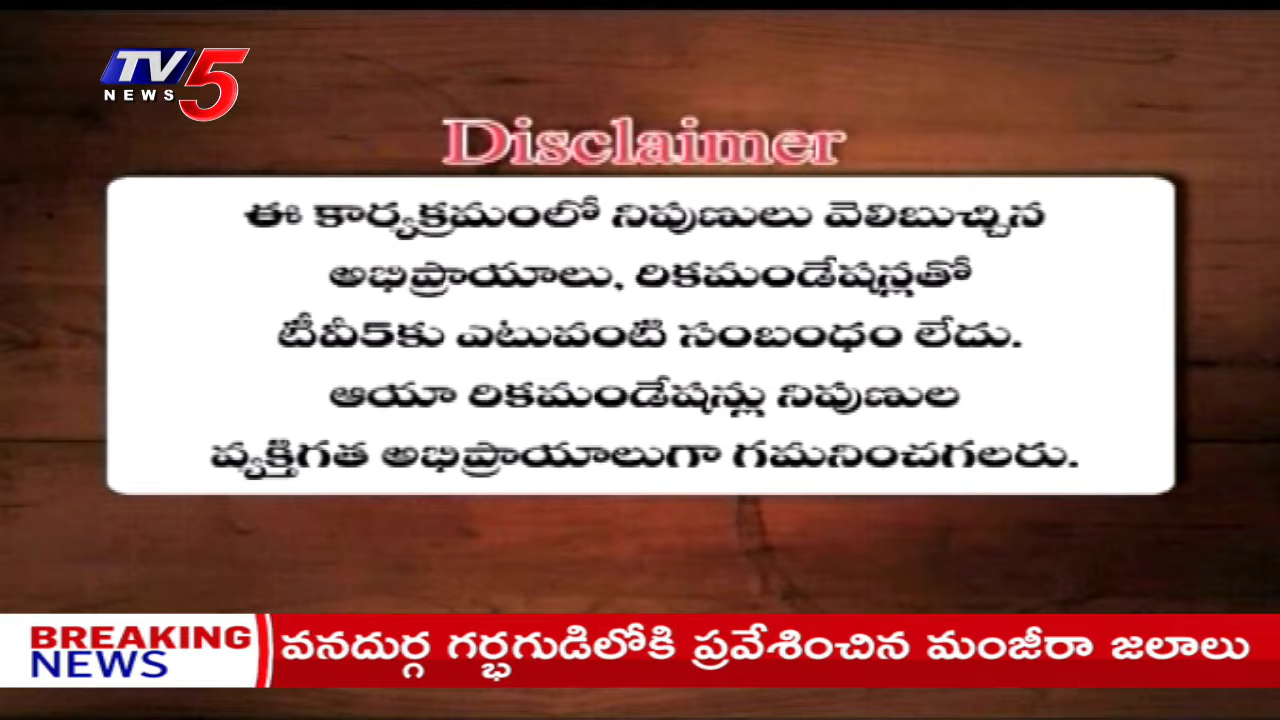 TV5
NEWS
Disclaimer
ఈ కార్యక్రమంలో నిపుణులు వెలిబుచ్చిన
అభిప్రాయాలు, రికమండేషన్లతో
టీవీ5కు ఎటువంటి సంబంధం లేదు.
ఆయా రికమండేషన్లు నిపుణుల
వ్యక్తిగత అభిప్రాయాలుగా గమనించగలరు.
BREAKING
NEWS
వనదుర్గ గర్భగుడిలోకి ప్రవేశించిన మంజీరా జలాలు